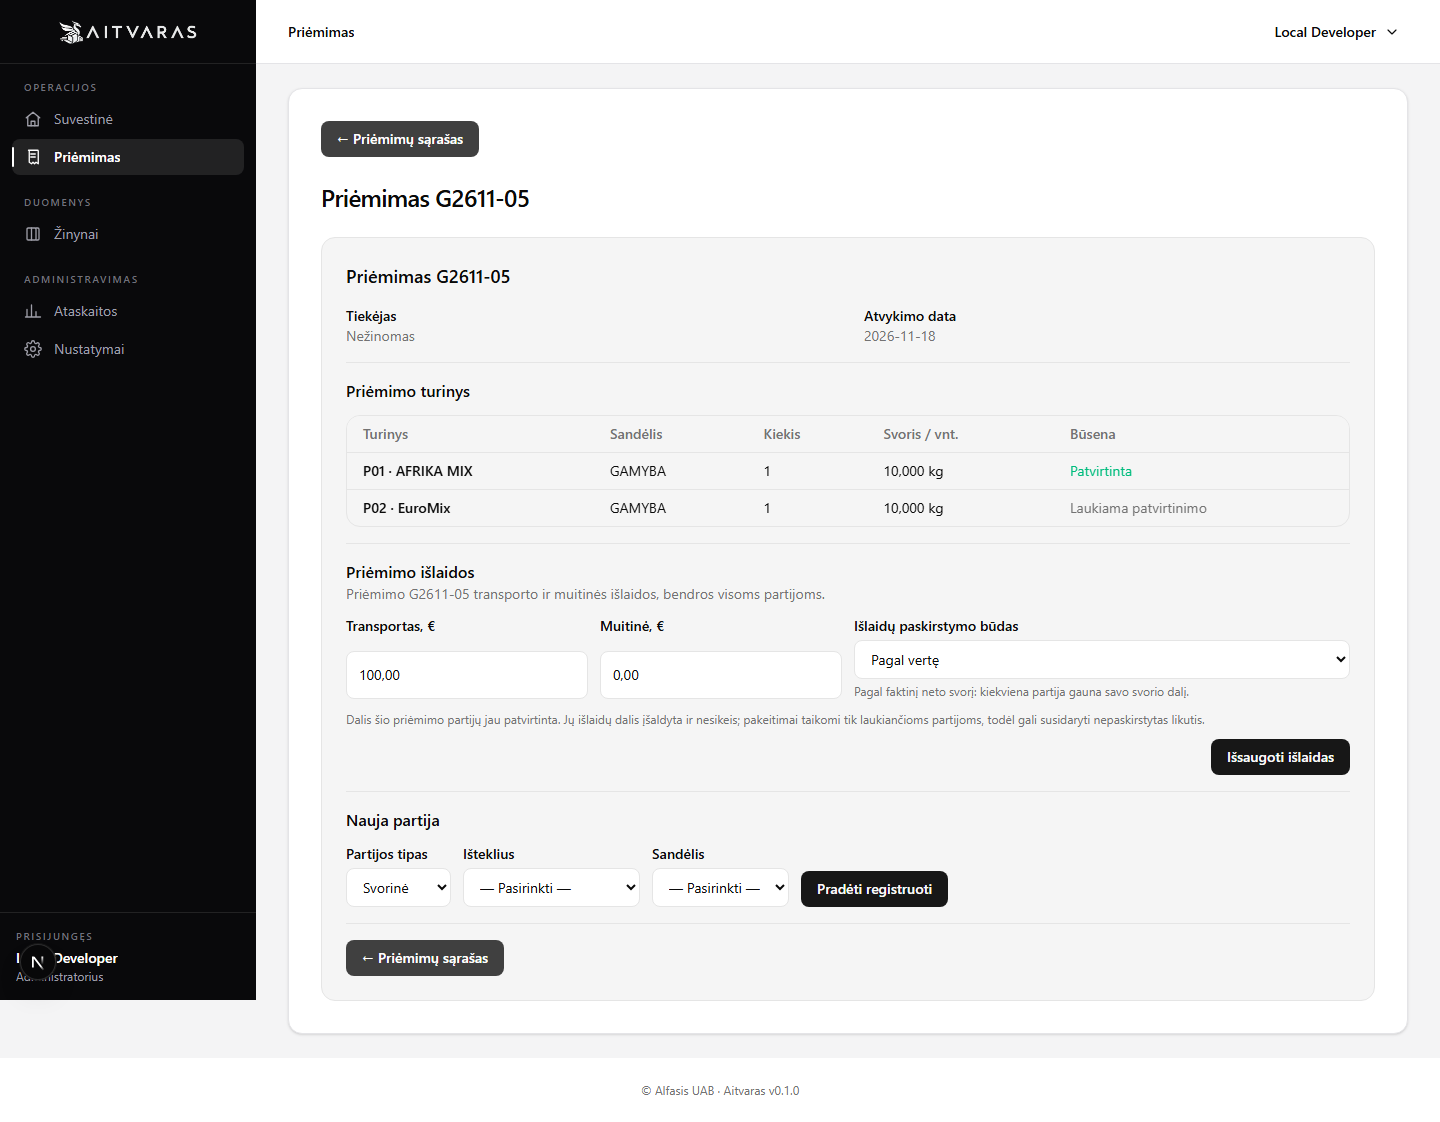 AITVARAS
Priėmimas
Local Developer
OPERACIJOS
Suvestinė
Priėmimas
DUOMENYS
Žinynai
ADMINISTRAVIMAS
Ataskaitos
Nustatymai
PRISIJUNGĘS
Developer
N
← Priėmimų sąrašas
Priėmimas G2611-05
Priėmimas G2611-05
Tiekėjas
Atvykimo data
Nežinomas
2026-11-18
Priėmimo turinys
Turinys Sandėlis Kiekis Svoris / vnt. Būsena
P01 · AFRIKA MIX GAMYBA 1 10,000 kg Patvirtinta
P02 · EuroMix GAMYBA 1 10,000 kg Laukiama patvirtinimo
Priėmimo išlaidos
Priėmimo G2611-05 transporto ir muitinės išlaidos, bendros visoms partijoms.
Transportas, € Muitinė, € Išlaidų paskirstymo būdas
100,00 0,00 Pagal vertę
Pagal faktinį neto svorį: kiekviena partija gauna savo svorio dalį.
Dalis šio priėmimo partijų jau patvirtinta. Jų išlaidų dalis įšaldyta ir nesikeis; pakeitimai taikomi tik laukiančioms partijoms, todėl gali susidaryti nepaskirstytas likutis.
Išsaugoti išlaidas
Nauja partija
Partijos tipas Išteklius Sandėlis
Svorinė — Pasirinkti — — Pasirinkti — Pradėti registruoti
← Priėmimų sąrašas
© Alfasis UAB · Aitvaras v0.1.0